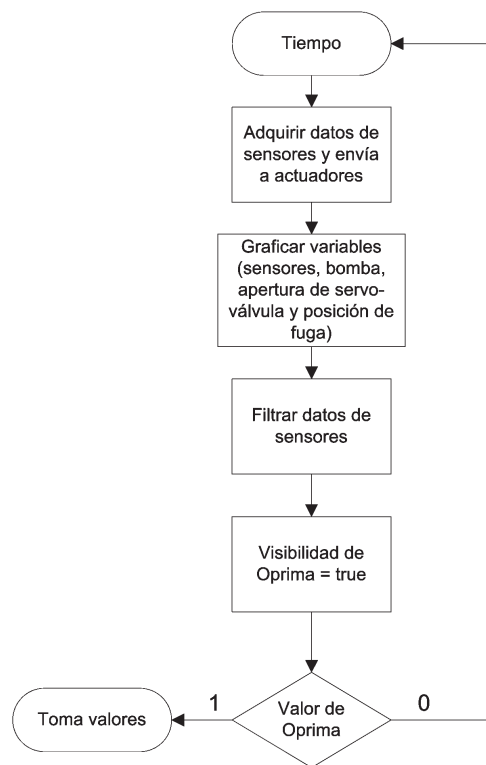 Tiempo
Adquirir datos de
sensores y envía
a actuadores
Graficar variables
(sensores, bomba,
apertura de servo-
válvula y posición de
fuga)
Filtrar datos de
sensores
Visibilidad de
Oprima = true
1
0
Toma valores
Valor de
Oprima